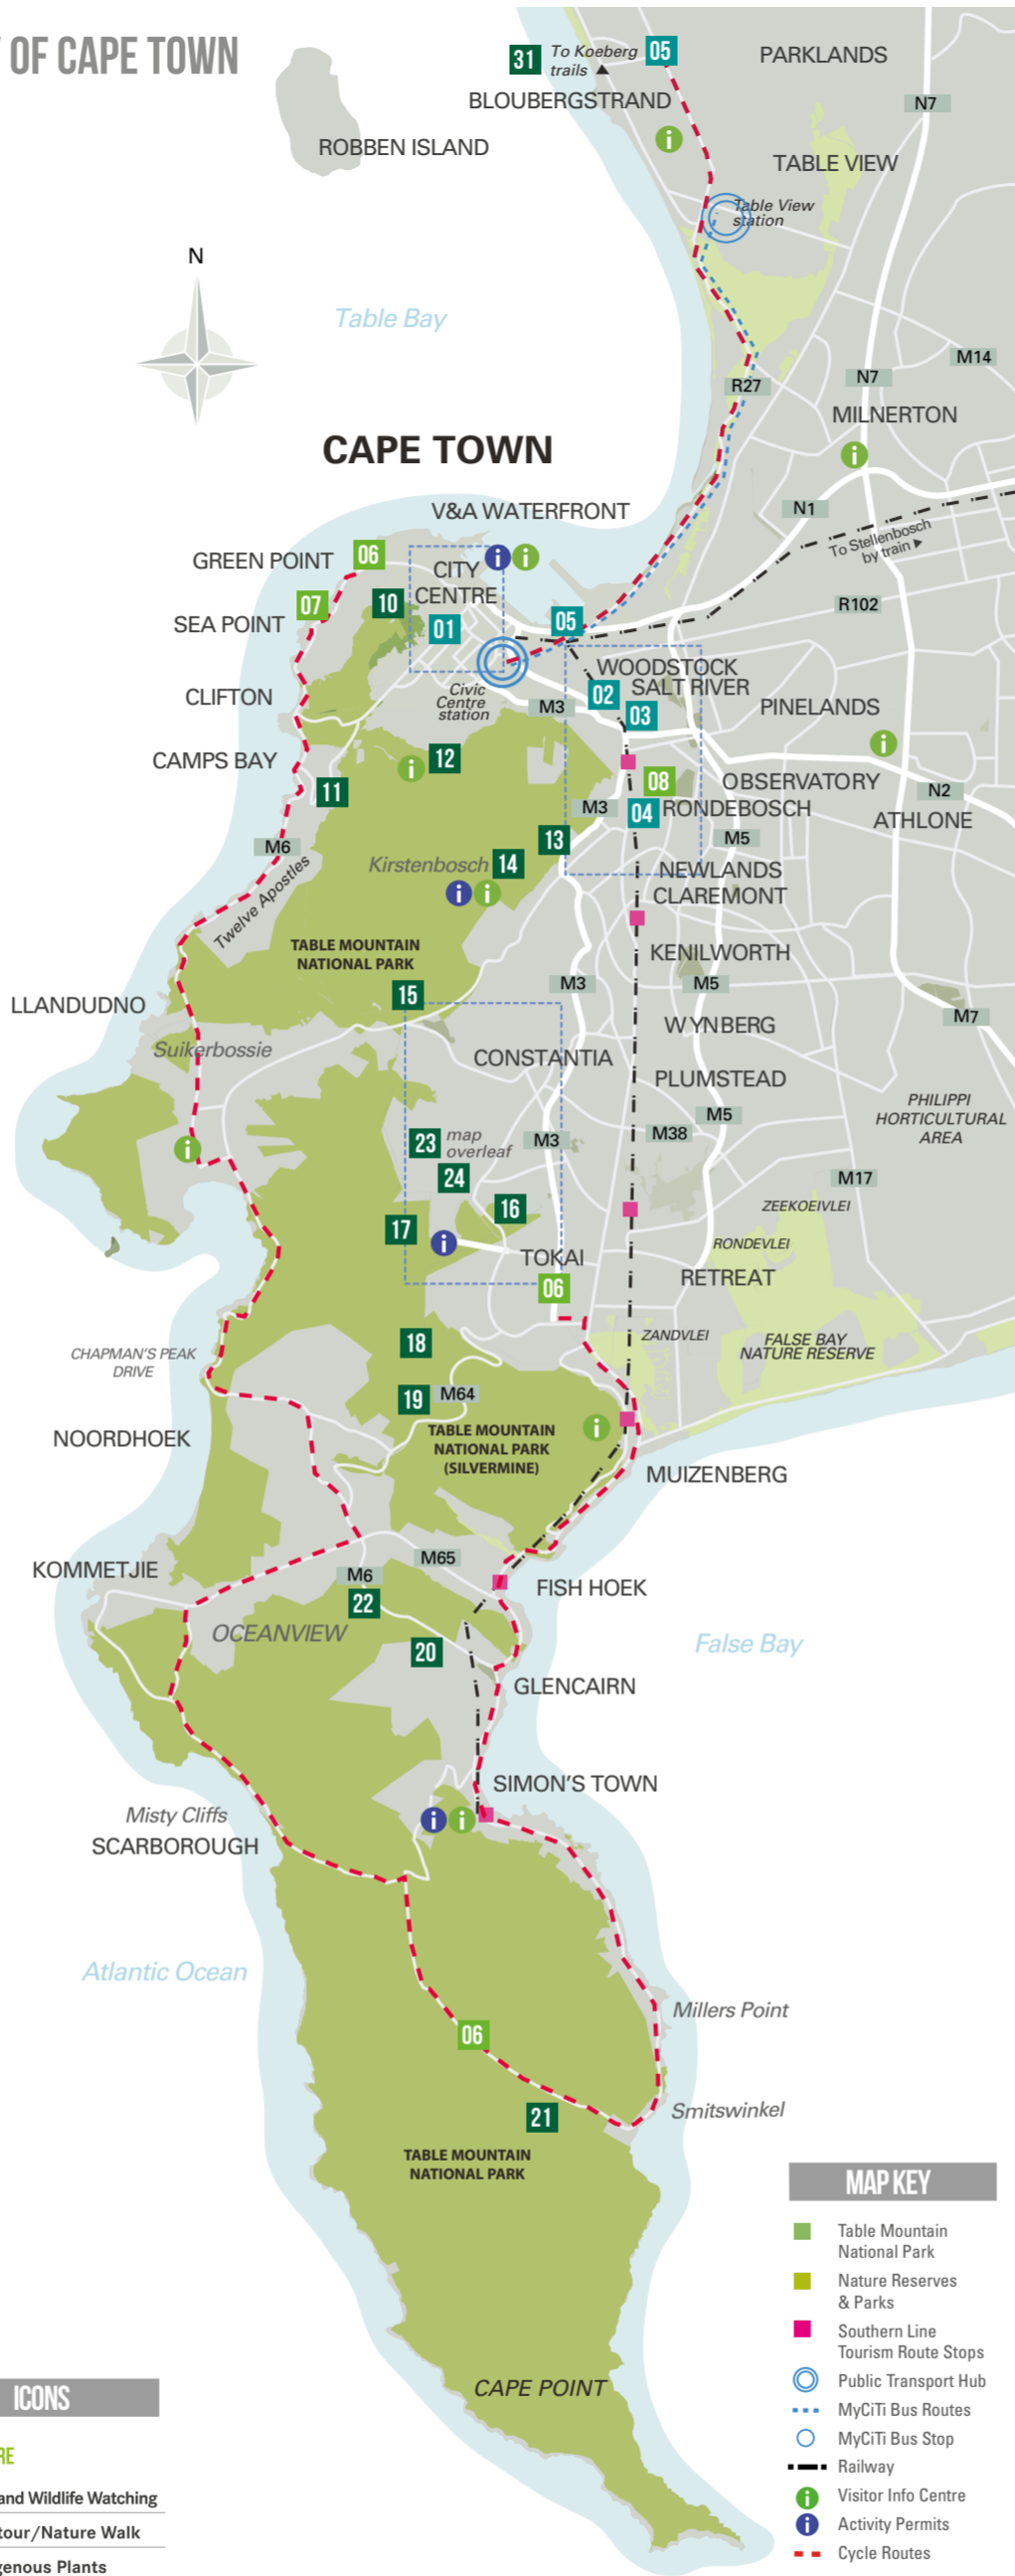 OF CAPE TOWN
31
To Koeberg
trails
05
PARKLANDS
BLOUBERGSTRAND
N7
ROBBEN ISLAND
TABLE VIEW
Table View
station
N
Table Bay
M14
N7
R27
MILNERTON
CAPE TOWN
N1
V&A WATERFRONT
To Stellenbosch
by train
GREEN POINT
06
CITY
CENTRE
07
10
R102
SEA POINT
01
05
WOODSTOCK
CLIFTON
Civic
Centre
station
02
SALT RIVER
M3
03
PINELANDS
CAMPS BAY
12
08
OBSERVATORY
N2
11
M3
04
RONDEBOSCH
ATHLONE
M6
13
M5
Twelve Apostles
Kirstenbosch
14
NEWLANDS
CLAREMONT
TABLE MOUNTAIN
NATIONAL PARK
KENILWORTH
15
M3
M5
LLANDUDNO
M7
WYNBERG
Suikerbossie
CONSTANTIA
PLUMSTEAD
PHILIPPI
HORTICULTURAL
AREA
M5
23
map
overleaf
M3
M38
24
M17
16
ZEEKOEIVLEI
17
RONDEVLEI
TOKAI
RETREAT
06
18
ZANDVLEI
FALSE BAY
NATURE RESERVE
CHAPMAN'S PEAK
DRIVE
19
M64
NOORDHOEK
TABLE MOUNTAIN
NATIONAL PARK
(SILVERMINE)
MUIZENBERG
M65
KOMMETJIE
M6
FISH HOEK
22
OCEANVIEW
20
False Bay
GLENCAIRN
SIMON'S TOWN
Misty Cliffs
SCARBOROUGH
Atlantic Ocean
Millers Point
06
Smitswinkel
21
TABLE MOUNTAIN
NATIONAL PARK
CAPE POINT
MAP KEY
Table Mountain
National Park
Nature Reserves
& Parks
Southern Line
Tourism Route Stops
Public Transport Hub
MyCiTi Bus Routes
MyCiTi Bus Stop
Railway
Visitor Info Centre
Activity Permits
Cycle Routes
ICONS
RE
and Wildlife Watching
tour/Nature Walk
genous Plants